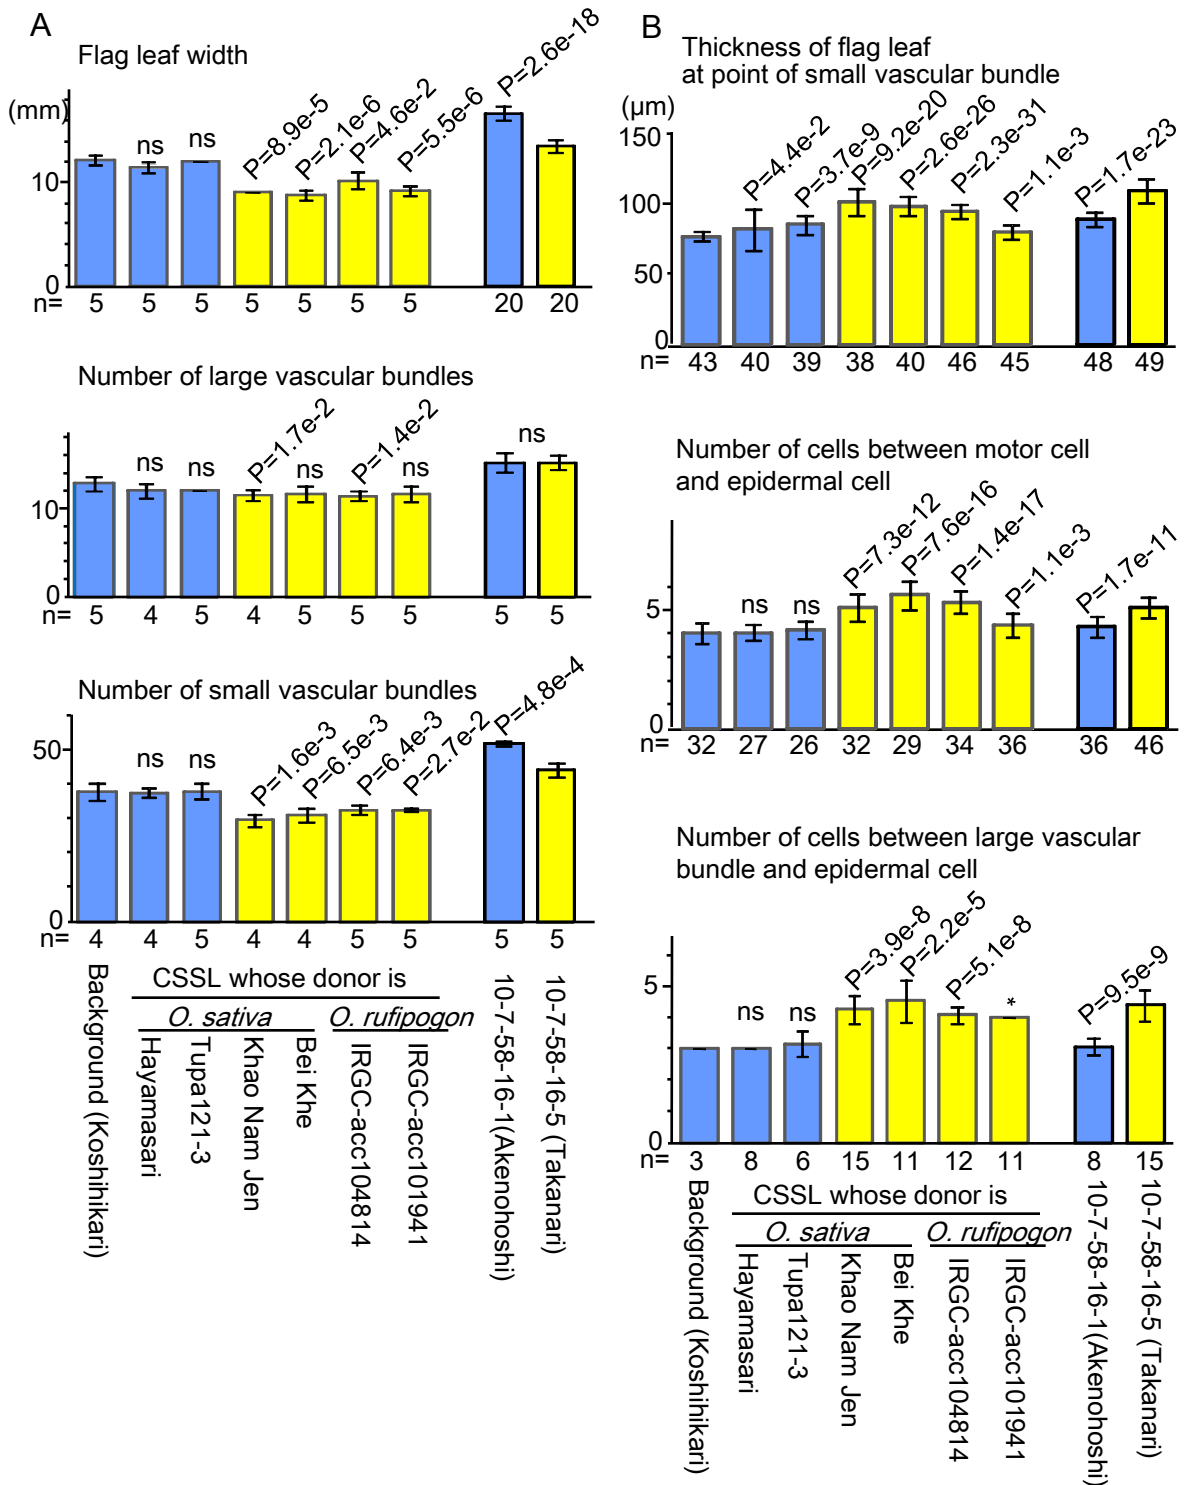 A
Flag leaf width
(mm)
10
0
ns
ns
P=8.9e-5
P=2.1e-6
P=4.6e-2
P=5.5e-6
P=2.6e-18
n= 5 5 5 5 5 5 5 20 20
Number of large vascular bundles
10
0
ns
ns
P=1.7e-2
ns
P=1.4e-2
ns
ns
n= 5 4 5 5 5 5 5 5 5
Number of small vascular bundles
50
0
ns
ns
P=1.6e-3
P=6.5e-3
P=6.4e-3
P=2.7e-2
P=4.8e-4
n= 4 4 5 4 4 5 5 5 5
Background (Koshihikari)
CSSL whose donor is
O. sativa
O. rufipogon
Hayamasari
Tupa121-3
Khao Nam Jen
Bei Khe
IRGC-acc104814
IRGC-acc101941
10-7-58-16-1(Akenohoshi)
10-7-58-16-5 (Takanari)
B
Thickness of flag leaf
at point of small vascular bundle
(µm)
150
100
50
0
P=4.4e-2
P=3.7e-9
P=9.2e-20
P=2.6e-26
P=2.3e-31
P=1.1e-3
P=1.7e-23
n= 43 40 39 38 40 46 45 48 49
Number of cells between motor cell
and epidermal cell
5
0
ns
ns
P=7.3e-12
P=7.6e-16
P=1.4e-17
P=1.1e-3
P=1.7e-11
n= 32 27 26 32 29 34 36 36 46
Number of cells between large vascular
bundle and epidermal cell
5
0
ns
ns
P=3.9e-8
P=2.2e-5
P=5.1e-8
*
P=9.5e-9
n= 3 8 6 15 11 12 11 8 15
Background (Koshihikari)
CSSL whose donor is
O. sativa
O. rufipogon
Hayamasari
Tupa121-3
Khao Nam Jen
Bei Khe
IRGC-acc104814
IRGC-acc101941
10-7-58-16-1(Akenohoshi)
10-7-58-16-5 (Takanari)